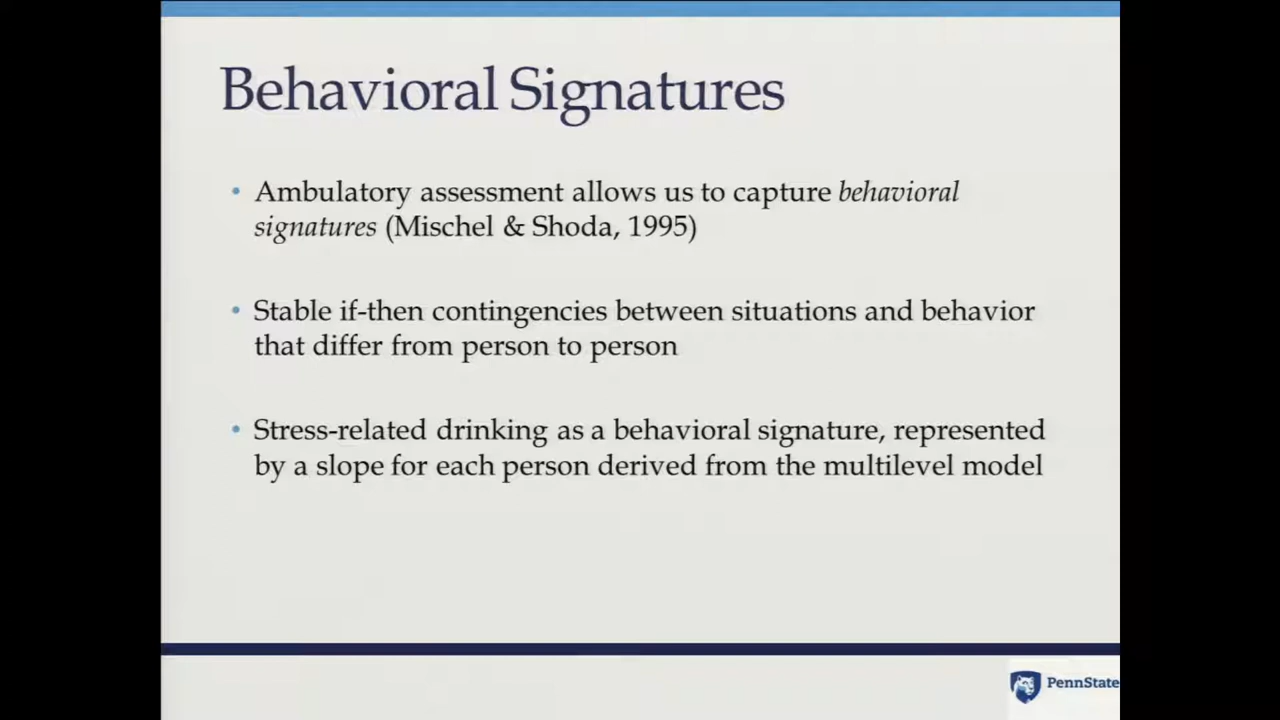 Behavioral Signatures
• Ambulatory assessment allows us to capture behavioral
signatures (Mischel & Shoda, 1995)
• Stable if-then contingencies between situations and behavior
that differ from person to person
• Stress-related drinking as a behavioral signature, represented
by a slope for each person derived from the multilevel model
PennState